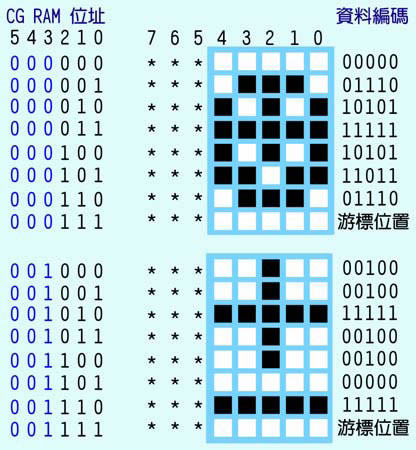 CG RAM 位址 資料編碼
5 4 3 2 1 0 7 6 5 4 3 2 1 0
0 0 0 0 0 0 * * * 00000
0 0 0 0 0 1 * * * 01110
0 0 0 0 1 0 * * * 10101
0 0 0 0 1 1 * * * 11111
0 0 0 1 0 0 * * * 10101
0 0 0 1 0 1 * * * 11011
0 0 0 1 1 0 * * * 01110
0 0 0 1 1 1 * * * 游標位置
0 0 1 0 0 0 * * * 00100
0 0 1 0 0 1 * * * 00100
0 0 1 0 1 0 * * * 11111
0 0 1 0 1 1 * * * 00100
0 0 1 1 0 0 * * * 00100
0 0 1 1 0 1 * * * 00000
0 0 1 1 1 0 * * * 11111
0 0 1 1 1 1 * * * 游標位置